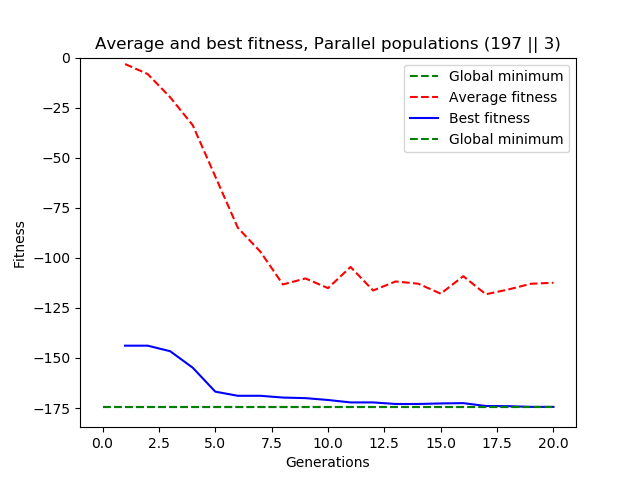 Average and best fitness, Parallel populations (197 || 3)
0
−25
−50
−75
−100
−125
−150
−175
Fitness
Global minimum
Average fitness
Best fitness
Global minimum
0.0 2.5 5.0 7.5 10.0 12.5 15.0 17.5 20.0
Generations